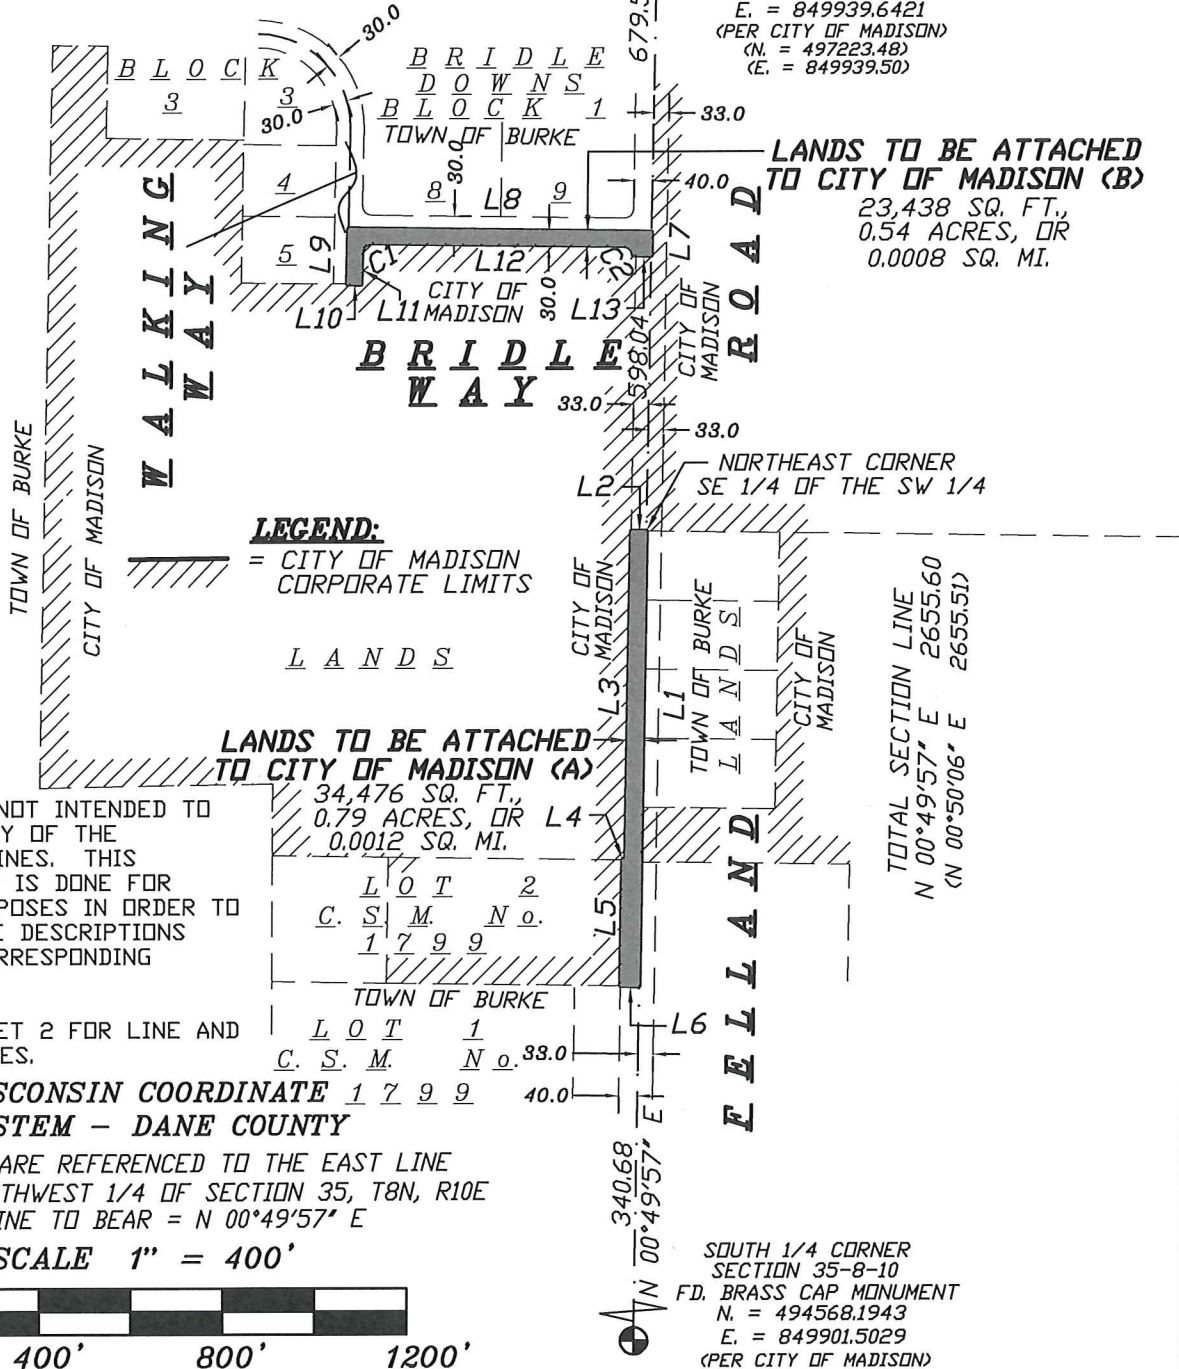 E. = 849939.6421
(PER CITY OF MADISON)
(N. = 497223.48)
(E. = 849939.50)
30.0
B L O C K
3
3
30.0
B R I D L E
D O W N S
B L O C K 1
TOWN OF BURKE
33.0
LANDS TO BE ATTACHED
TO CITY OF MADISON (B)
23,438 SQ. FT.,
0.54 ACRES, OR
0.0008 SQ. MI.
40.0
4
5
8
30.0
L8
9
L9
C1
L12
C2
L7
L10
L11
CITY OF
MADISON
30.0
L13
598.04
CITY OF
MADISON
WALKING
WAY
B R I D L E
W A Y
ROAD
33.0
33.0
TOWN OF BURKE
CITY OF MADISON
NORTHEAST CORNER
SE 1/4 OF THE SW 1/4
L2
LEGEND:
= CITY OF MADISON
CORPORATE LIMITS
L A N D S
CITY OF
MADISON
L3
L1
TOWN OF BURKE
L A N D S
CITY OF
MADISON
TOTAL SECTION LINE
N 00°49'57" E 2655.60
(N 00°50'06" E 2655.51)
LANDS TO BE ATTACHED
TO CITY OF MADISON (A)
34,476 SQ. FT.,
0.79 ACRES, OR
0.0012 SQ. MI.
L4
NOT INTENDED TO
Y OF THE
INES. THIS
IS DONE FOR
POSES IN ORDER TO
E DESCRIPTIONS
RRESPONDING
L O T 2
C. S. M. No.
1 7 9 9
L5
TOWN OF BURKE
L O T 1
C. S. M. No.
1 7 9 9
L6
33.0
40.0
FELLAND
ET 2 FOR LINE AND
ES.
SCONSIN COORDINATE
STEM - DANE COUNTY
ARE REFERENCED TO THE EAST LINE
THWEST 1/4 OF SECTION 35, T8N, R10E
INE TO BEAR = N 00°49'57" E
SCALE 1" = 400'
400' 800' 1200'
340.68
N 00°49'57" E
SOUTH 1/4 CORNER
SECTION 35-8-10
FD. BRASS CAP MONUMENT
N. = 494568.1943
E. = 849901.5029
(PER CITY OF MADISON)